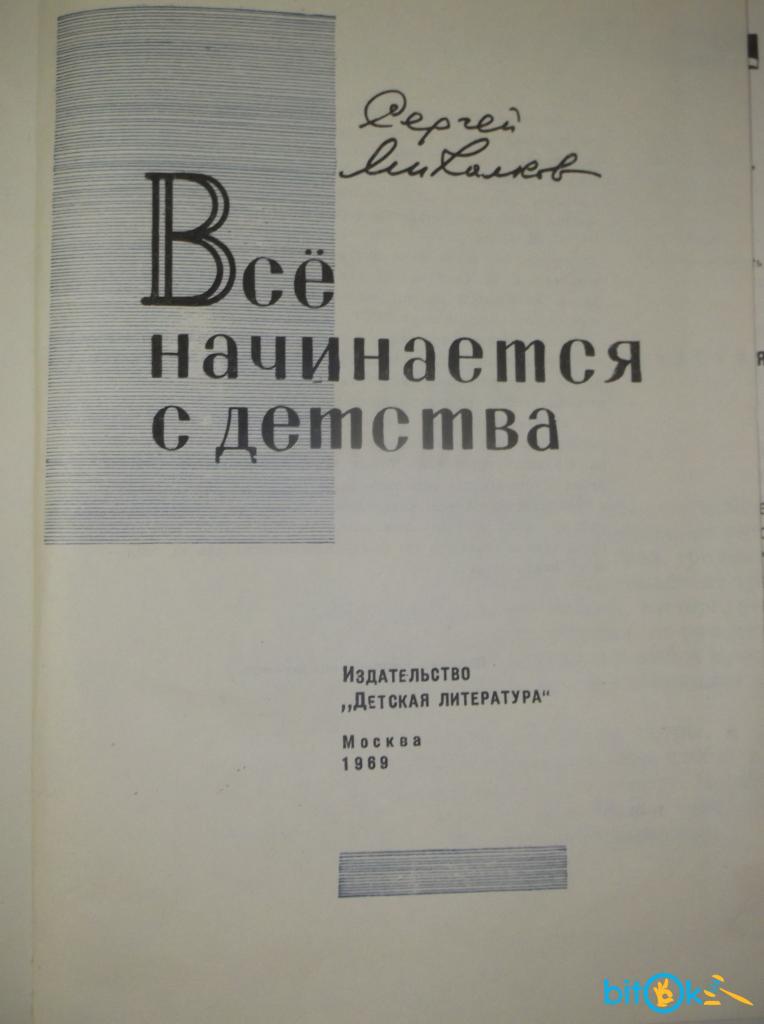 Сергей
Михалков
Всё
начинается
с детства
Издательство
„Детская литература“
Москва
1969
bitok